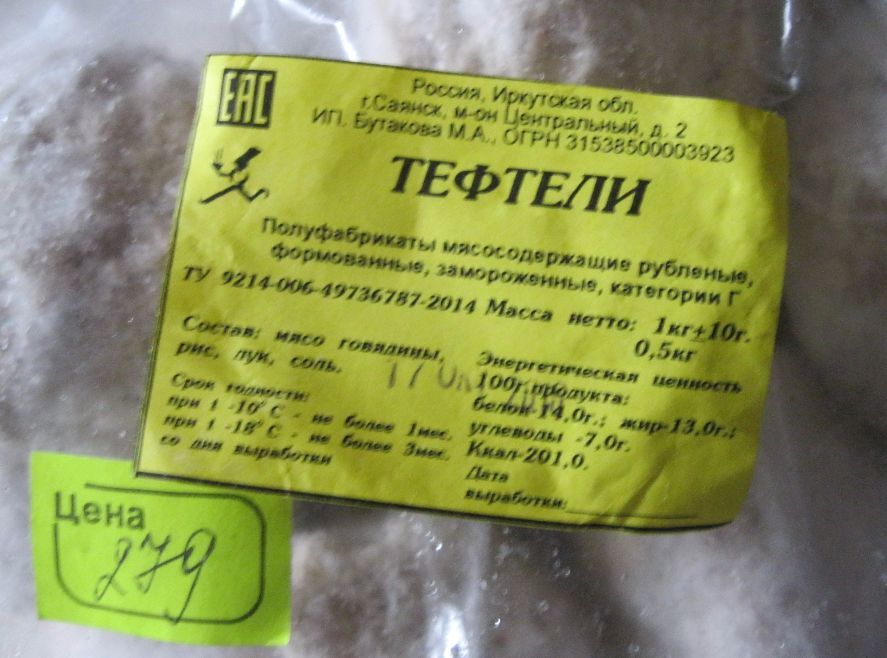 ЕАС
Россия, Иркутская обл.
г.Саянск, м-он Центральный, д. 2
ИП. Бутакова М.А., ОГРН 31538500003923
ТЕФТЕЛИ
Полуфабрикаты мясосодержащие рубленые,
формованные, замороженные, категории Г
ТУ 9214-006-49736787-2014 Масса нетто: 1кг±10г.
0,5кг
Состав: мясо говядины,
рис, лук, соль.
Срок годности:
при t -10°С - не более 1мес.
при t -18°С - не более 3мес.
со дня выработки
Энергетическая ценность
100г.продукта:
белок-14,0г.; жир-13,0г.;
углеводы -7,0г.
Ккал-201,0.
Дата
выработки:
Цена
279